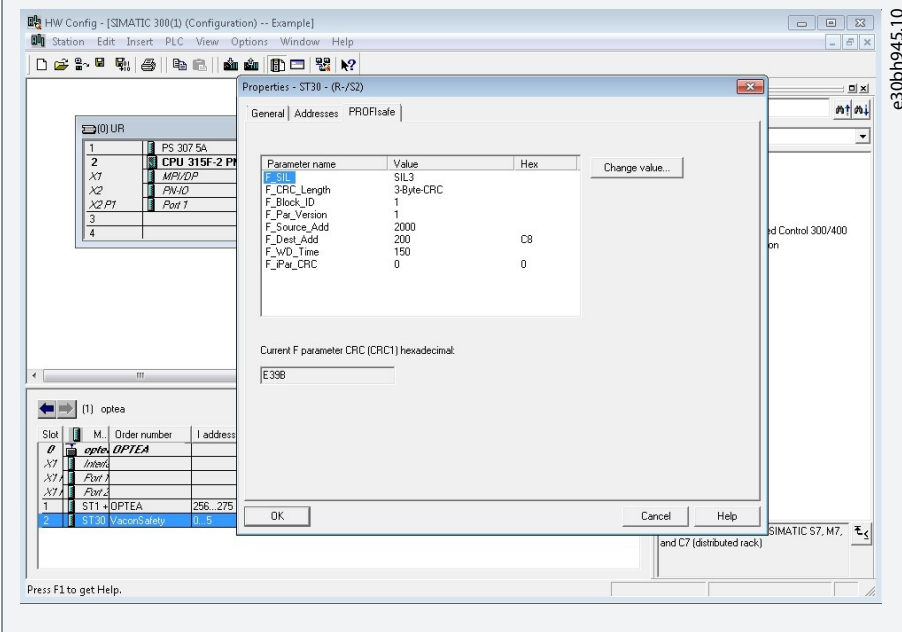 HW Config - [SIMATIC 300(1) (Configuration) -- Example]
Station Edit Insert PLC View Options Window Help
Properties - ST30 - (R-/S2)
General Addresses PROFIsafe
Parameter name Value Hex
F_SIL SIL3
F_CRC_Length 3-Byte-CRC
F_Block_ID 1
F_Par_Version 1
F_Source_Add 2000
F_Dest_Add 200 C8
F_WD_Time 150
F_iPar_CRC 0 0
Change value...
Current F parameter CRC (CRC1) hexadecimal:
E39B
OK Cancel Help
(0) UR
1 PS 307 5A
2 CPU 315F-2 PN
X1 MPI/DP
X2 PN-IO
X2 P1 Port 1
3
4
ed Control 300/400
on
(1) optea
Slot M... Order number I address
0 optea OPTEA
X1 Interfa
X1 Port 1
X1 Port 2
1 ST1 + OPTEA 256...275
2 ST30 VaconSafety 0...5
SIMATIC S7, M7,
and C7 (distributed rack)
Press F1 to get Help.
e30bh945.10